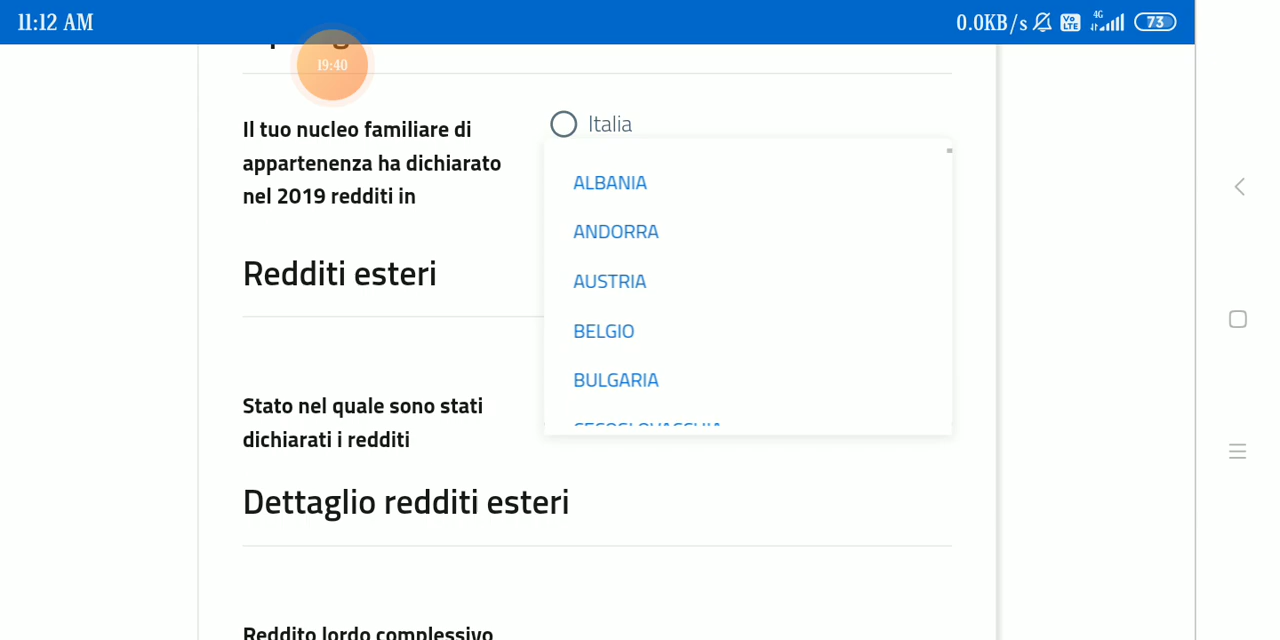 11:12 AM
0.0KB/s
4G
73
19:40
Il tuo nucleo familiare di
appartenenza ha dichiarato
nel 2019 redditi in
Italia
ALBANIA
ANDORRA
AUSTRIA
BELGIO
BULGARIA
Redditi esteri
Stato nel quale sono stati
dichiarati i redditi
Dettaglio redditi esteri
Reddito lordo complessivo